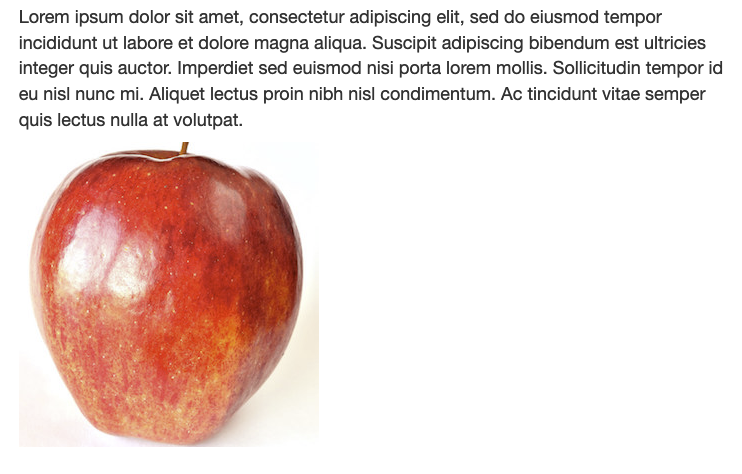 Lorem ipsum dolor sit amet, consectetur adipiscing elit, sed do eiusmod tempor
incididunt ut labore et dolore magna aliqua. Suscipit adipiscing bibendum est ultricies
integer quis auctor. Imperdiet sed euismod nisi porta lorem mollis. Sollicitudin tempor id
eu nisl nunc mi. Aliquet lectus proin nibh nisl condimentum. Ac tincidunt vitae semper
quis lectus nulla at volutpat.